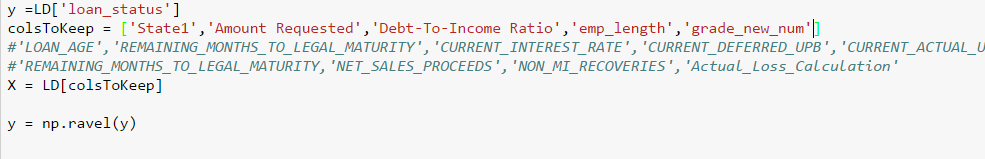 y =LD['loan_status']
colsToKeep = ['State1','Amount Requested','Debt-To-Income Ratio','emp_length','grade_new_num']
#'LOAN_AGE','REMAINING_MONTHS_TO_LEGAL_MATURITY','CURRENT_INTEREST_RATE','CURRENT_DEFERRED_UPB','CURRENT_ACTUAL_U
#'REMAINING_MONTHS_TO_LEGAL_MATURITY,'NET_SALES_PROCEEDS','NON_MI_RECOVERIES','Actual_Loss_Calculation'
X = LD[colsToKeep]
y = np.ravel(y)